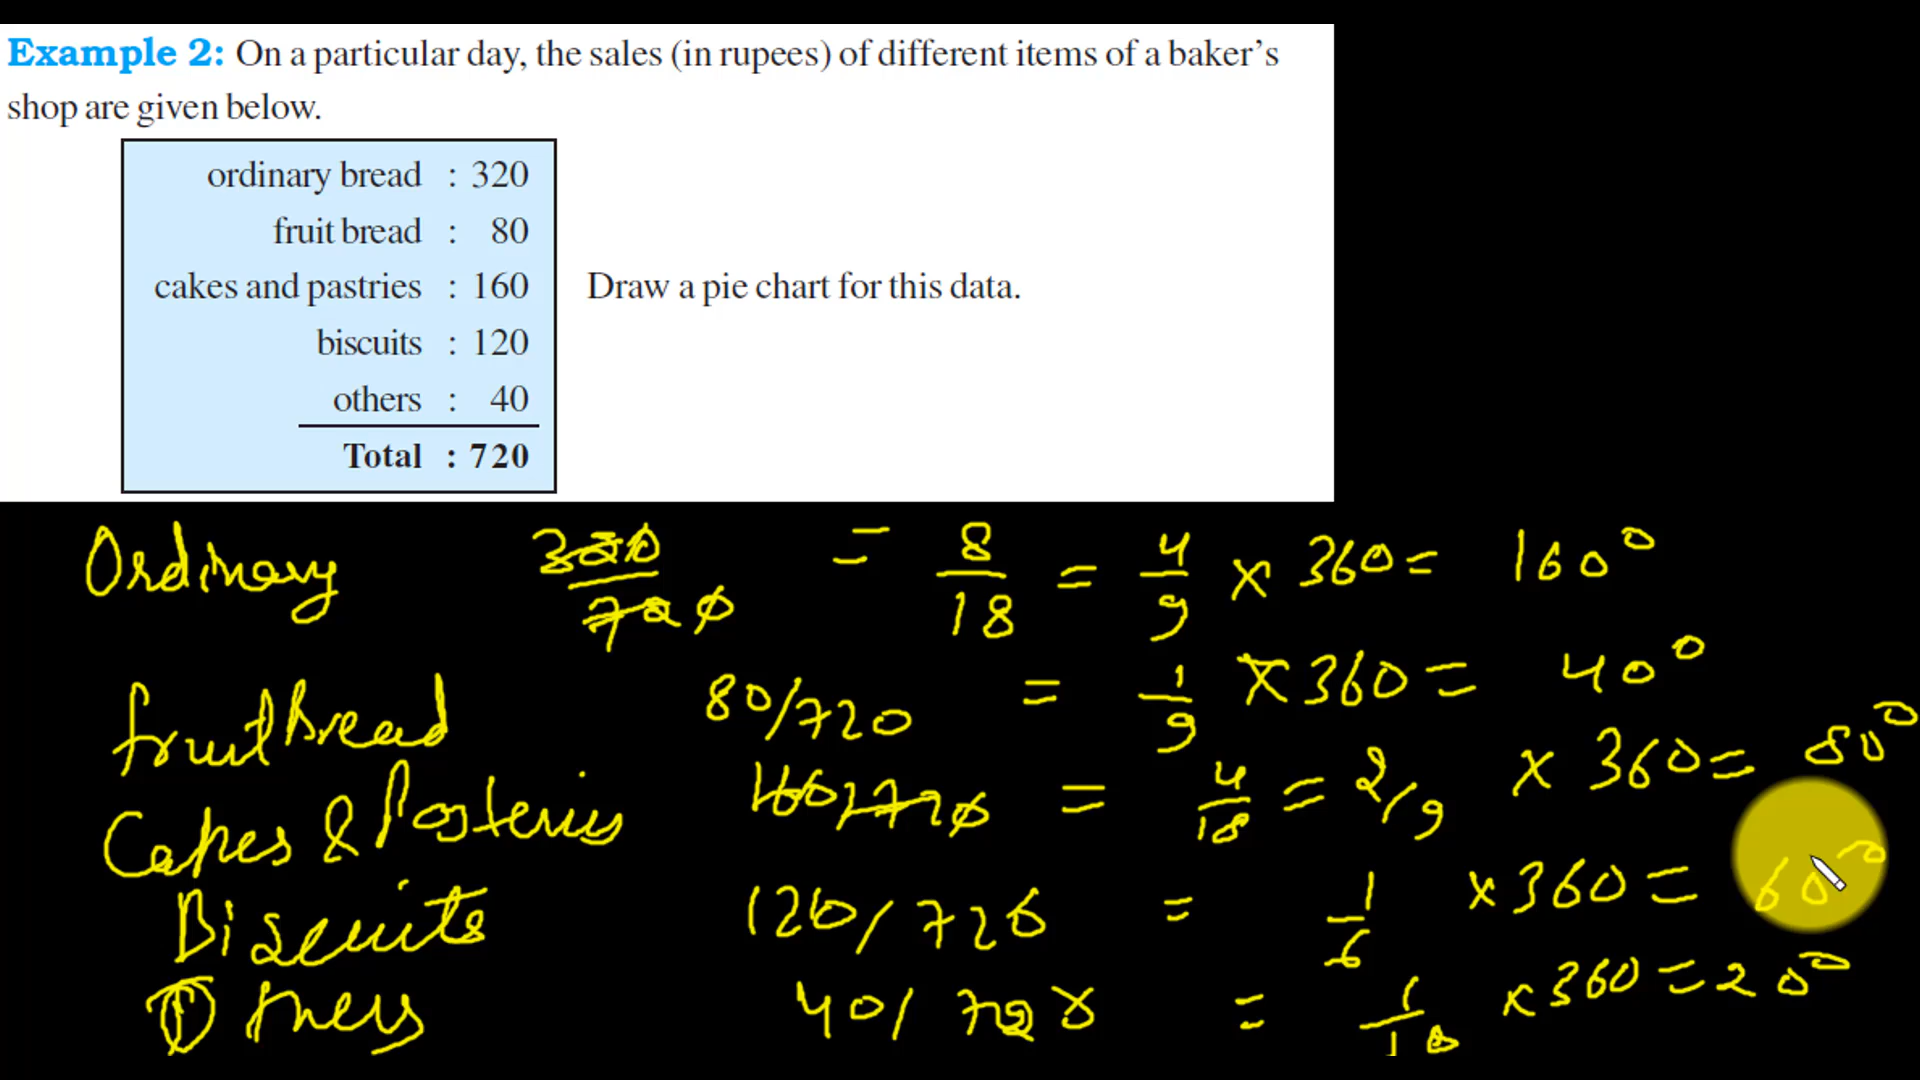 Example 2: On a particular day, the sales (in rupees) of different items of a baker's
shop are given below.
ordinary bread : 320
fruit bread : 80
cakes and pastries : 160
Draw a pie chart for this data.
biscuits : 120
others : 40
Total : 720
Ordinary 320/720 = 8/18 = 4/9 × 360 = 160°
fruit Bread 80/720 = 1/9 × 360 = 40°
Cakes & Pasteries 160/720 = 4/18 = 2/9 × 360 = 80°
Biscuits 120/720 = 1/6 × 360 = 60°
Others 40/720 = 1/18 × 360 = 20°